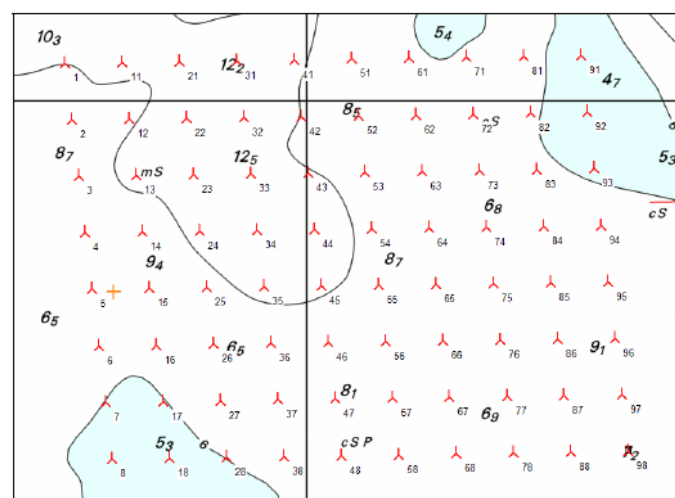 10₃ 12₂ 5₄ 4₇
1 11 21 31 41 51 61 71 81 91
8₅ cS 6
2 12 22 32 42 52 62 72 82 92
8₇ mS 12₅ 5₃
3 13 23 33 43 53 63 73 83 93
6₈ cS
4 14 24 34 44 54 64 74 84 94
9₄ 8₇
5 15 25 35 45 55 65 75 85 95
6₅ 6₅ 9₁
6 16 26 36 46 56 66 76 86 96
8₁ 6₉
7 17 27 37 47 57 67 77 87 97
5₃ 6 cSP
8 18 28 38 48 58 68 78 88 98